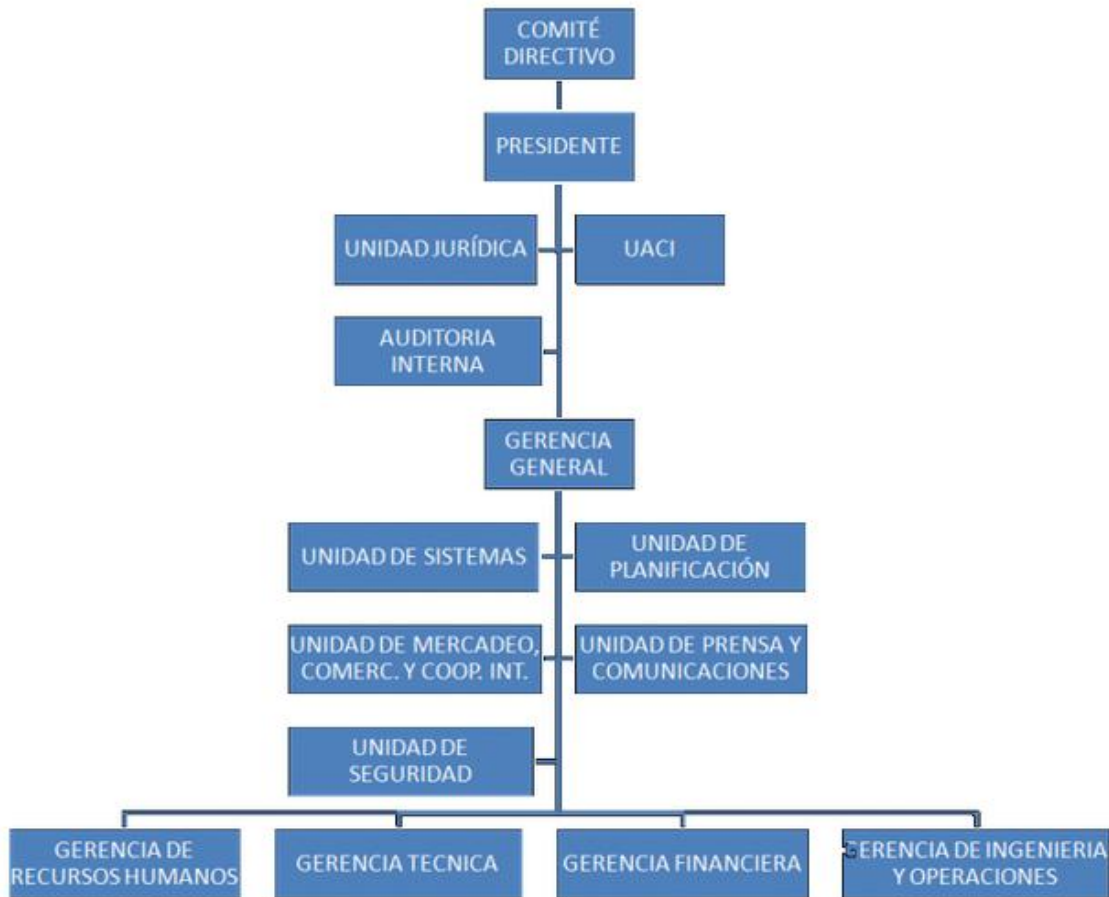 COMITÉ
DIRECTIVO
PRESIDENTE
UNIDAD JURÍDICA
UACI
AUDITORIA
INTERNA
GERENCIA
GENERAL
UNIDAD DE SISTEMAS
UNIDAD DE
PLANIFICACIÓN
UNIDAD DE MERCADEO,
COMERC. Y COOP. INT.
UNIDAD DE PRENSA Y
COMUNICACIONES
UNIDAD DE
SEGURIDAD
GERENCIA DE
RECURSOS HUMANOS
GERENCIA TECNICA
GERENCIA FINANCIERA
GERENCIA DE INGENIERIA
Y OPERACIONES